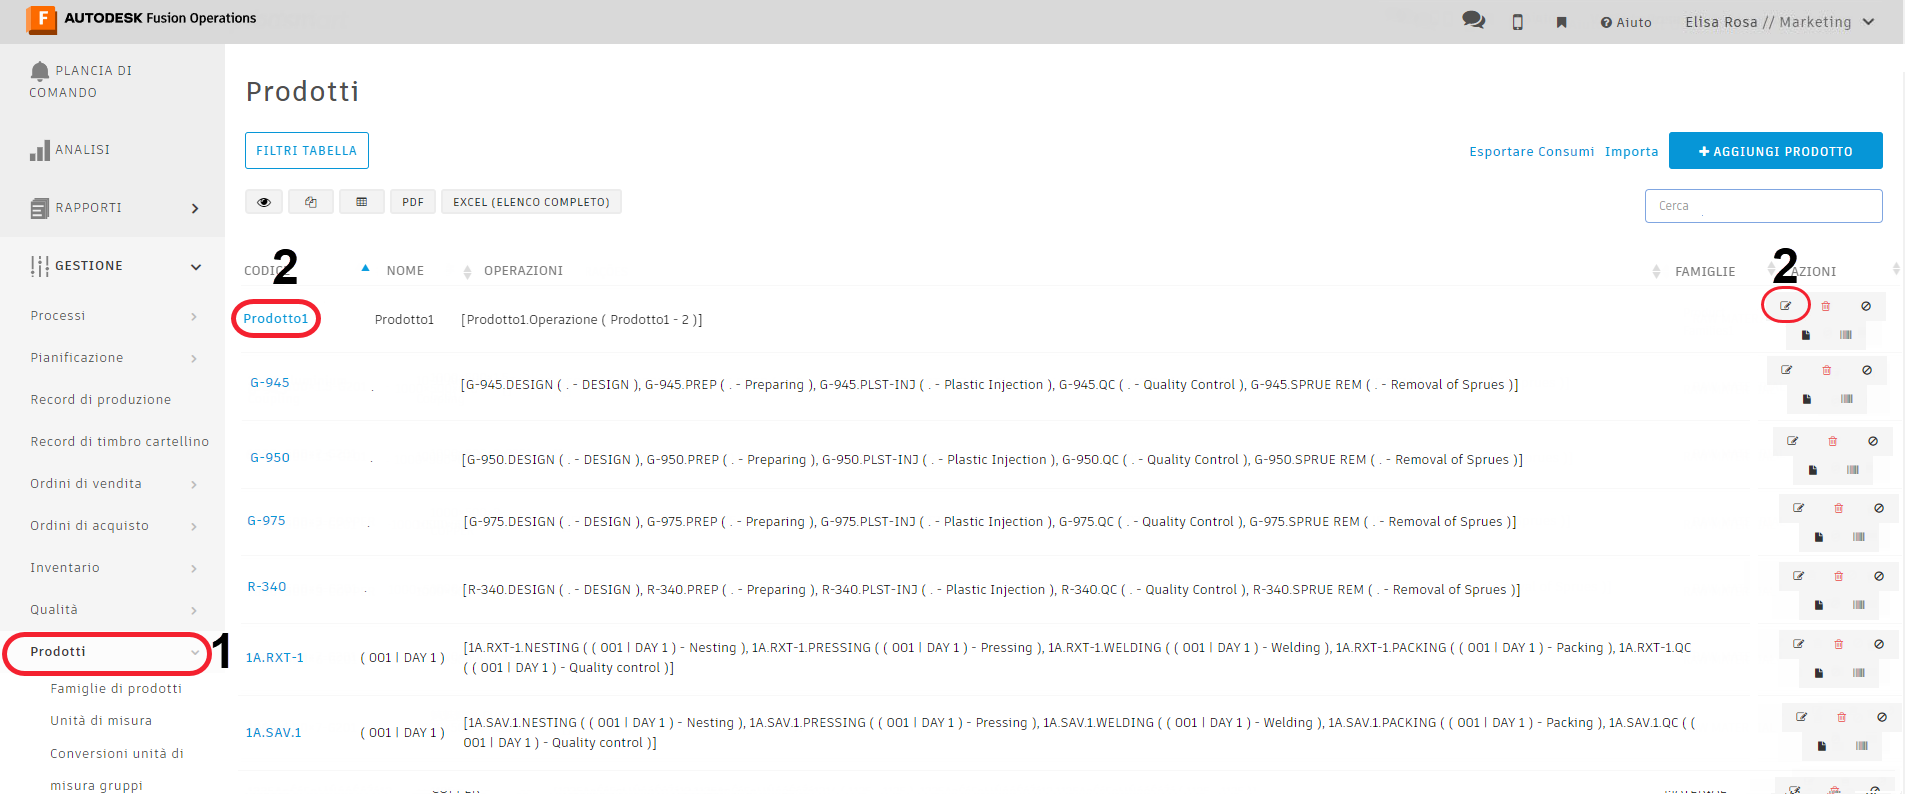 F AUTODESK Fusion Operations
Aiuto
Elisa Rosa // Marketing
PLANCIA DI
COMANDO
ANALISI
RAPPORTI
GESTIONE
Processi
Pianificazione
Record di produzione
Record di timbro cartellino
Ordini di vendita
Ordini di acquisto
Inventario
Qualità
Prodotti
1
Famiglie di prodotti
Unità di misura
Conversioni unità di
misura gruppi
Prodotti
FILTRI TABELLA
Esportare Consumi Importa
AGGIUNGI PRODOTTO
PDF
EXCEL (ELENCO COMPLETO)
Cerca
2 2
NOME OPERAZIONI FAMIGLIE AZIONI
Prodotto1 Prodotto1 [Prodotto1.Operazione ( Prodotto1 - 2 )]
G-945 . [G-945.DESIGN ( . - DESIGN ), G-945.PREP ( . - Preparing ), G-945.PLST-INJ ( . - Plastic Injection ), G-945.QC ( . - Quality Control ), G-945.SPRUE REM ( . - Removal of Sprues )]
G-950 . [G-950.DESIGN ( . - DESIGN ), G-950.PREP ( . - Preparing ), G-950.PLST-INJ ( . - Plastic Injection ), G-950.QC ( . - Quality Control ), G-950.SPRUE REM ( . - Removal of Sprues )]
G-975 . [G-975.DESIGN ( . - DESIGN ), G-975.PREP ( . - Preparing ), G-975.PLST-INJ ( . - Plastic Injection ), G-975.QC ( . - Quality Control ), G-975.SPRUE REM ( . - Removal of Sprues )]
R-340 . [R-340.DESIGN ( . - DESIGN ), R-340.PREP ( . - Preparing ), R-340.PLST-INJ ( . - Plastic Injection ), R-340.QC ( . - Quality Control ), R-340.SPRUE REM ( . - Removal of Sprues )]
1A.RXT-1 ( 001 | DAY 1 ) [1A.RXT-1.NESTING ( ( 001 | DAY 1 ) - Nesting ), 1A.RXT-1.PRESSING ( ( 001 | DAY 1 ) - Pressing ), 1A.RXT-1.WELDING ( ( 001 | DAY 1 ) - Welding ), 1A.RXT-1.PACKING ( ( 001 | DAY 1 ) - Packing ), 1A.RXT-1.QC
( ( 001 | DAY 1 ) - Quality control )]
1A.SAV.1 ( 001 | DAY 1 ) [1A.SAV.1.NESTING ( ( 001 | DAY 1 ) - Nesting ), 1A.SAV.1.PRESSING ( ( 001 | DAY 1 ) - Pressing ), 1A.SAV.1.WELDING ( ( 001 | DAY 1 ) - Welding ), 1A.SAV.1.PACKING ( ( 001 | DAY 1 ) - Packing ), 1A.SAV.1.QC ( (
001 | DAY 1 ) - Quality control )]